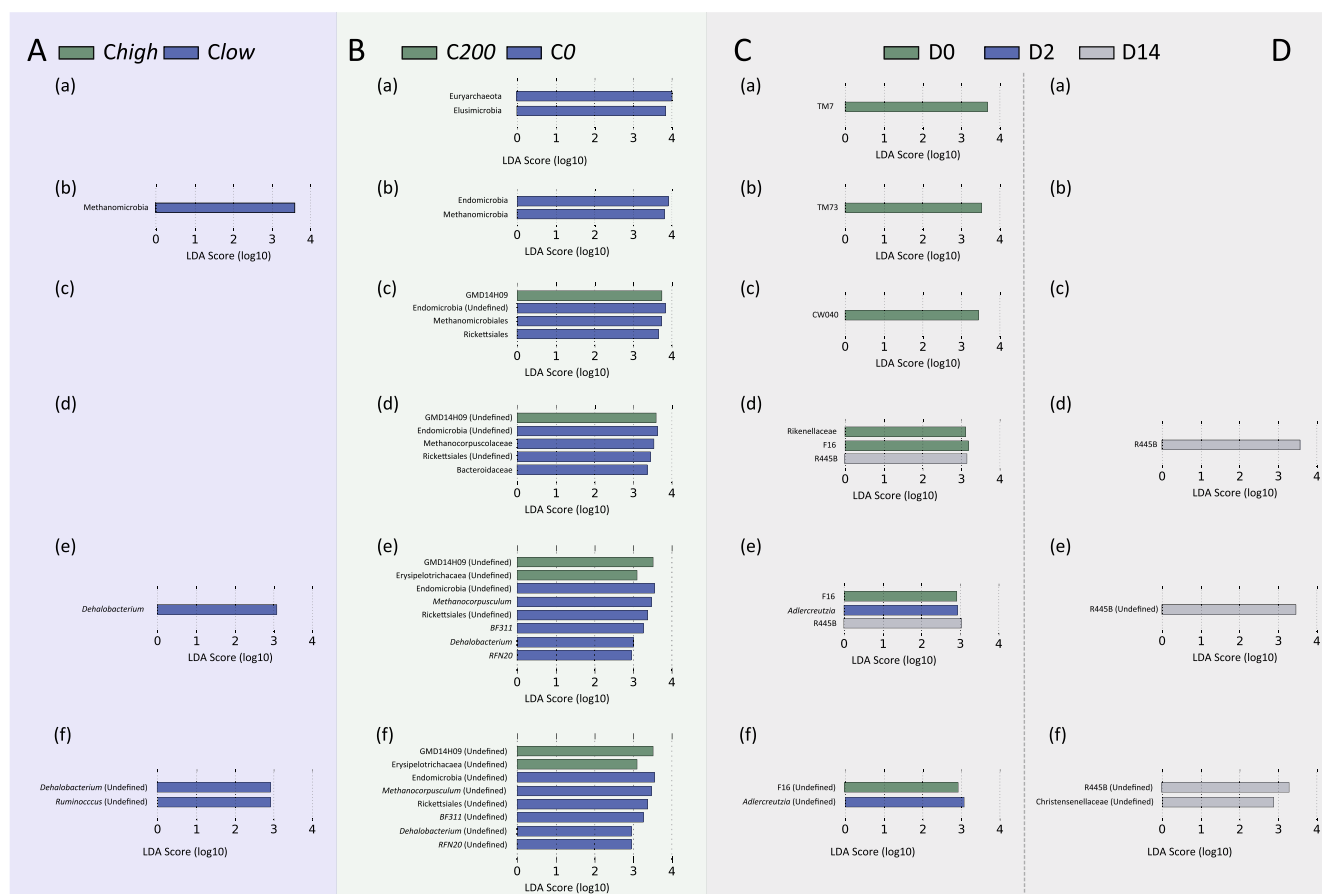 A Chigh Clow
(a)
(b)
Methanomicrobia
0 1 2 3 4
LDA Score (log10)
(c)
(d)
(e)
Dehalobacterium
0 1 2 3 4
LDA Score (log10)
(f)
Dehalobacterium (Undefined)
Ruminocccus (Undefined)
0 1 2 3 4
LDA Score (log10)
B C200 C0
(a)
Euryarchaeota
Elusimicrobia
0 1 2 3 4
LDA Score (log10)
(b)
Endomicrobia
Methanomicrobia
0 1 2 3 4
LDA Score (log10)
(c)
GMD14H09
Endomicrobia (Undefined)
Methanomicrobiales
Rickettsiales
0 1 2 3 4
LDA Score (log10)
(d)
GMD14H09 (Undefined)
Endomicrobia (Undefined)
Methanocorpuscolaceae
Rickettsiales (Undefined)
Bacteroidaceae
0 1 2 3 4
LDA Score (log10)
(e)
GMD14H09 (Undefined)
Erysipelotrichacaea (Undefined)
Endomicrobia (Undefined)
Methanocorpusculum
Rickettsiales (Undefined)
BF311
Dehalobacterium
RFN20
0 1 2 3 4
LDA Score (log10)
(f)
GMD14H09 (Undefined)
Erysipelotrichacaea (Undefined)
Endomicrobia (Undefined)
Methanocorpusculum (Undefined)
Rickettsiales (Undefined)
BF311 (Undefined)
Dehalobacterium (Undefined)
RFN20 (Undefined)
0 1 2 3 4
LDA Score (log10)
C D0 D2 D14 D
(a)
TM7
0 1 2 3 4
LDA Score (log10)
(b)
TM73
0 1 2 3 4
LDA Score (log10)
(c)
CW040
0 1 2 3 4
LDA Score (log10)
(d)
Rikenellaceae
F16
R445B
0 1 2 3 4
LDA Score (log10)
(e)
F16
Adlercreutzia
R445B
0 1 2 3 4
LDA Score (log10)
(f)
F16 (Undefined)
Adlercreutzia (Undefined)
0 1 2 3 4
LDA Score (log10)
(a)
(b)
(c)
(d)
R445B
0 1 2 3 4
LDA Score (log10)
(e)
R445B (Undefined)
0 1 2 3 4
LDA Score (log10)
(f)
R445B (Undefined)
Christensenellaceae (Undefined)
0 1 2 3 4
LDA Score (log10)